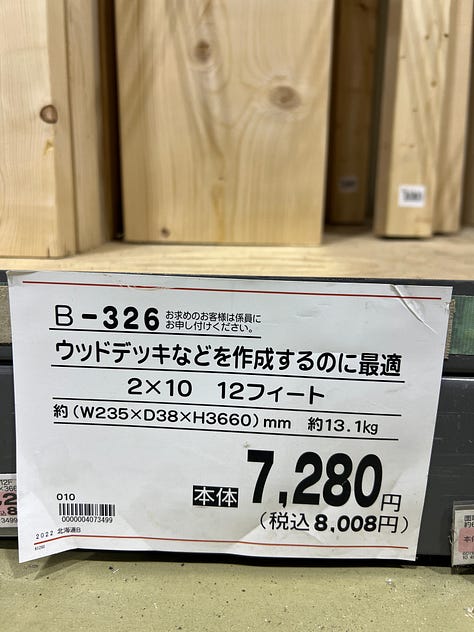 B-326 お求めのお客様は係員に
お申し付けください。
ウッドデッキなどを作成するのに最適
2×10 12フィート
約(W235×D38×H3660)mm 約13.1kg
本体 7,280円
(税込8,008円)
010
0000004073499
2022 北海道B